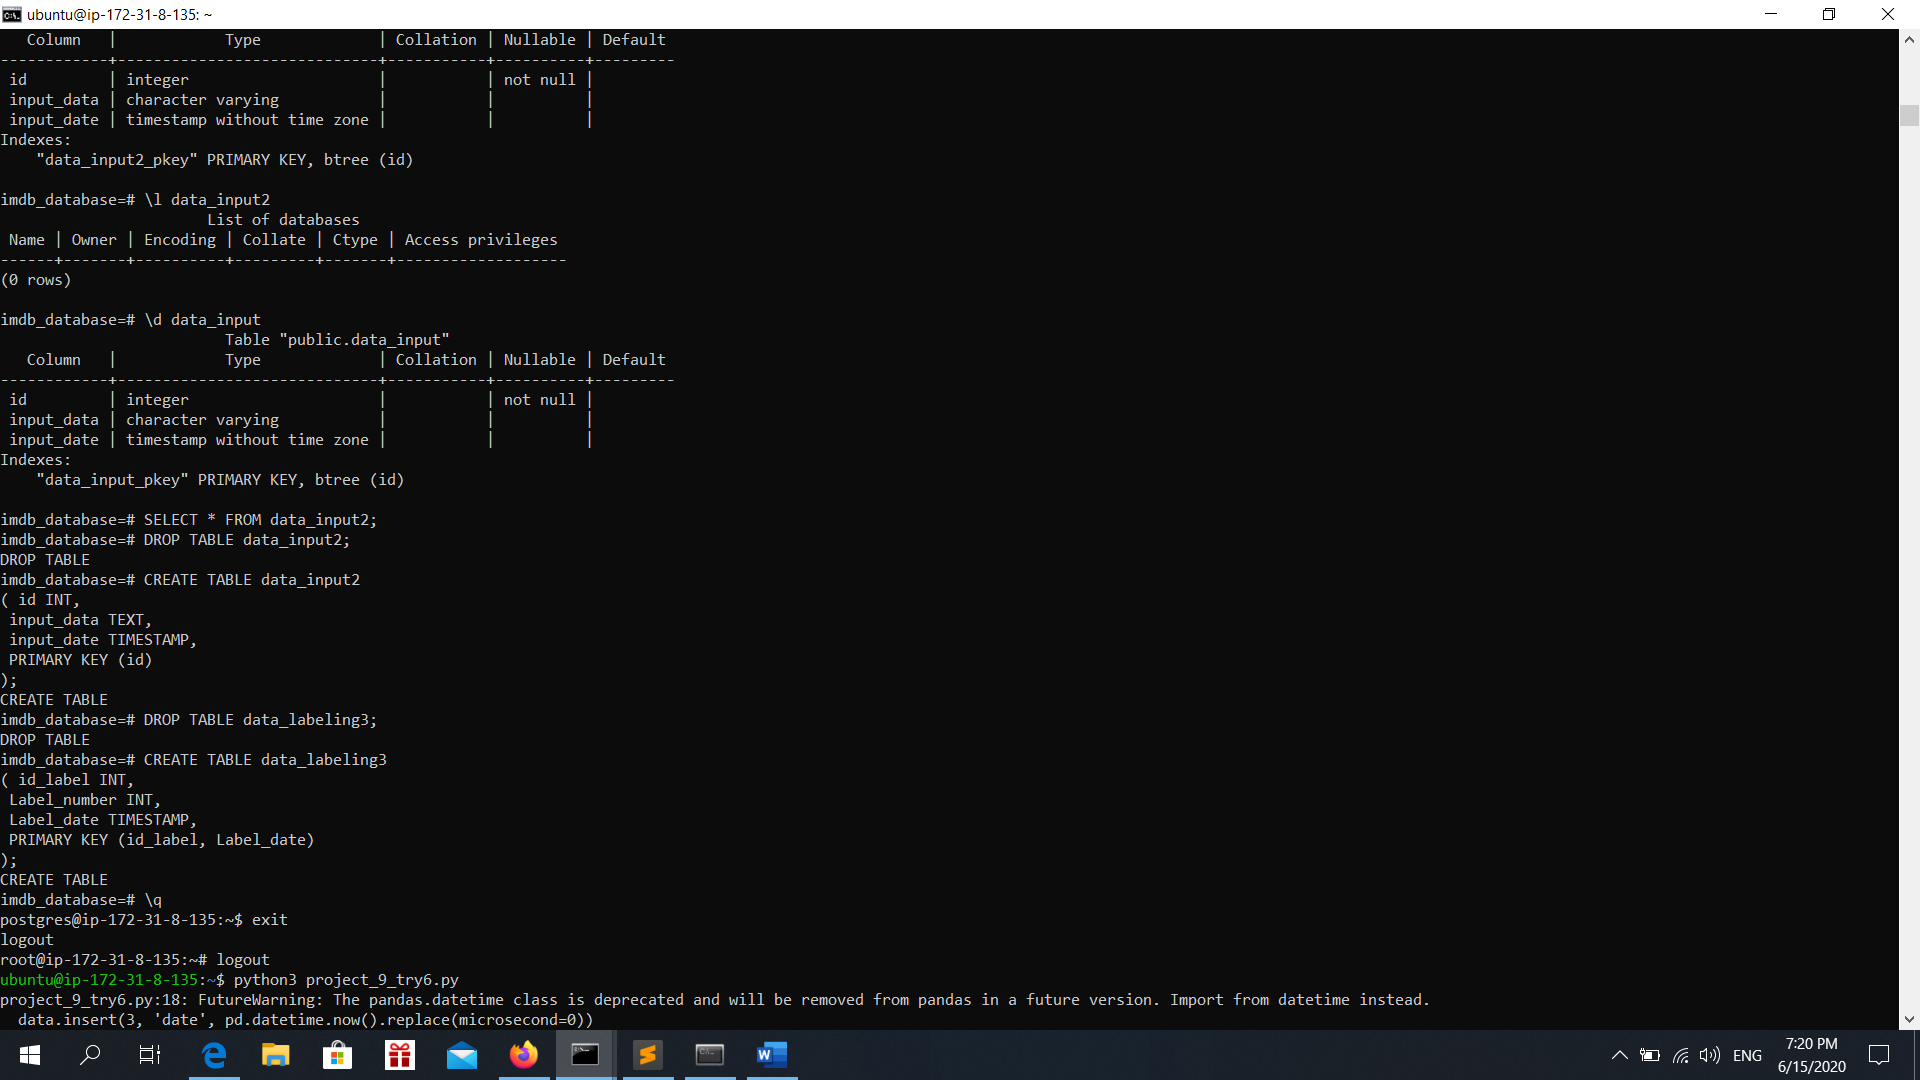 ubuntu@ip-172-31-8-135: ~
   Column   |            Type             | Collation | Nullable | Default
------------+-----------------------------+-----------+----------+---------
 id         | integer                     |           | not null |
 input_data | character varying           |           |          |
 input_date | timestamp without time zone |           |          |
Indexes:
    "data_input2_pkey" PRIMARY KEY, btree (id)
imdb_database=# \l data_input2
                       List of databases
 Name | Owner | Encoding | Collate | Ctype | Access privileges
------+-------+----------+---------+-------+-------------------
(0 rows)
imdb_database=# \d data_input
                         Table "public.data_input"
   Column   |            Type             | Collation | Nullable | Default
------------+-----------------------------+-----------+----------+---------
 id         | integer                     |           | not null |
 input_data | character varying           |           |          |
 input_date | timestamp without time zone |           |          |
Indexes:
    "data_input_pkey" PRIMARY KEY, btree (id)
imdb_database=# SELECT * FROM data_input2;
imdb_database=# DROP TABLE data_input2;
DROP TABLE
imdb_database=# CREATE TABLE data_input2
( id INT,
 input_data TEXT,
 input_date TIMESTAMP,
 PRIMARY KEY (id)
);
CREATE TABLE
imdb_database=# DROP TABLE data_labeling3;
DROP TABLE
imdb_database=# CREATE TABLE data_labeling3
( id_label INT,
 Label_number INT,
 Label_date TIMESTAMP,
 PRIMARY KEY (id_label, Label_date)
);
CREATE TABLE
imdb_database=# \q
postgres@ip-172-31-8-135:~$ exit
logout
root@ip-172-31-8-135:~# logout
ubuntu@ip-172-31-8-135:~$ python3 project_9_try6.py
project_9_try6.py:18: FutureWarning: The pandas.datetime class is deprecated and will be removed from pandas in a future version. Import from datetime instead.
  data.insert(3, 'date', pd.datetime.now().replace(microsecond=0))
ENG
7:20 PM
6/15/2020